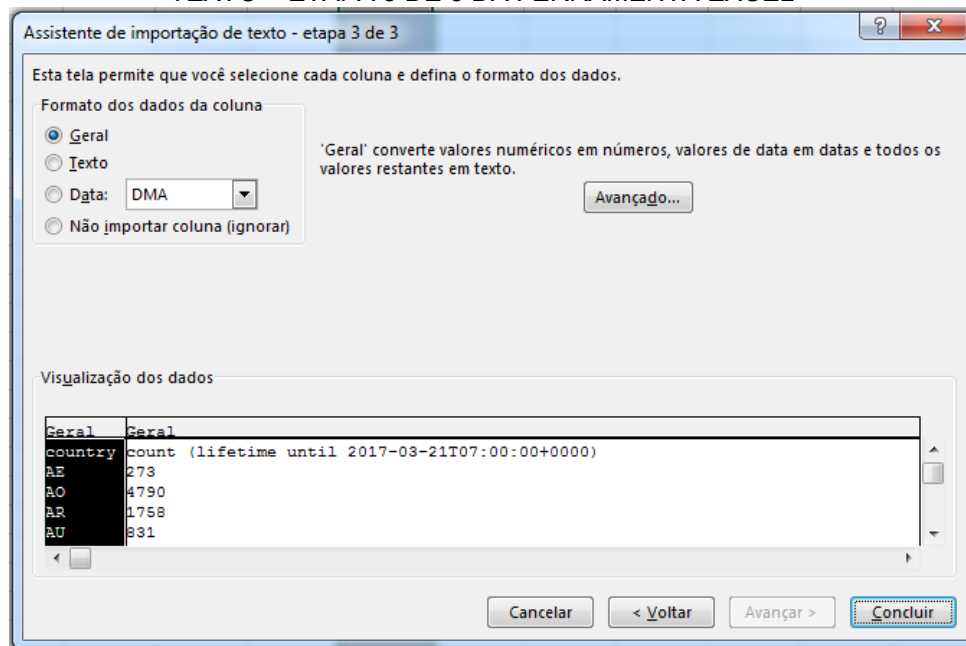 Assistente de importação de texto - etapa 3 de 3
Esta tela permite que você selecione cada coluna e defina o formato dos dados.
Formato dos dados da coluna
Geral
Texto
Data: DMA
Não importar coluna (ignorar)
'Geral' converte valores numéricos em números, valores de data em datas e todos os
valores restantes em texto.
Avançado...
Visualização dos dados
Geral Geral
country count (lifetime until 2017-03-21T07:00:00+0000)
AE 273
AO 4790
AR 1758
AU 831
Cancelar < Voltar Avançar > Concluir